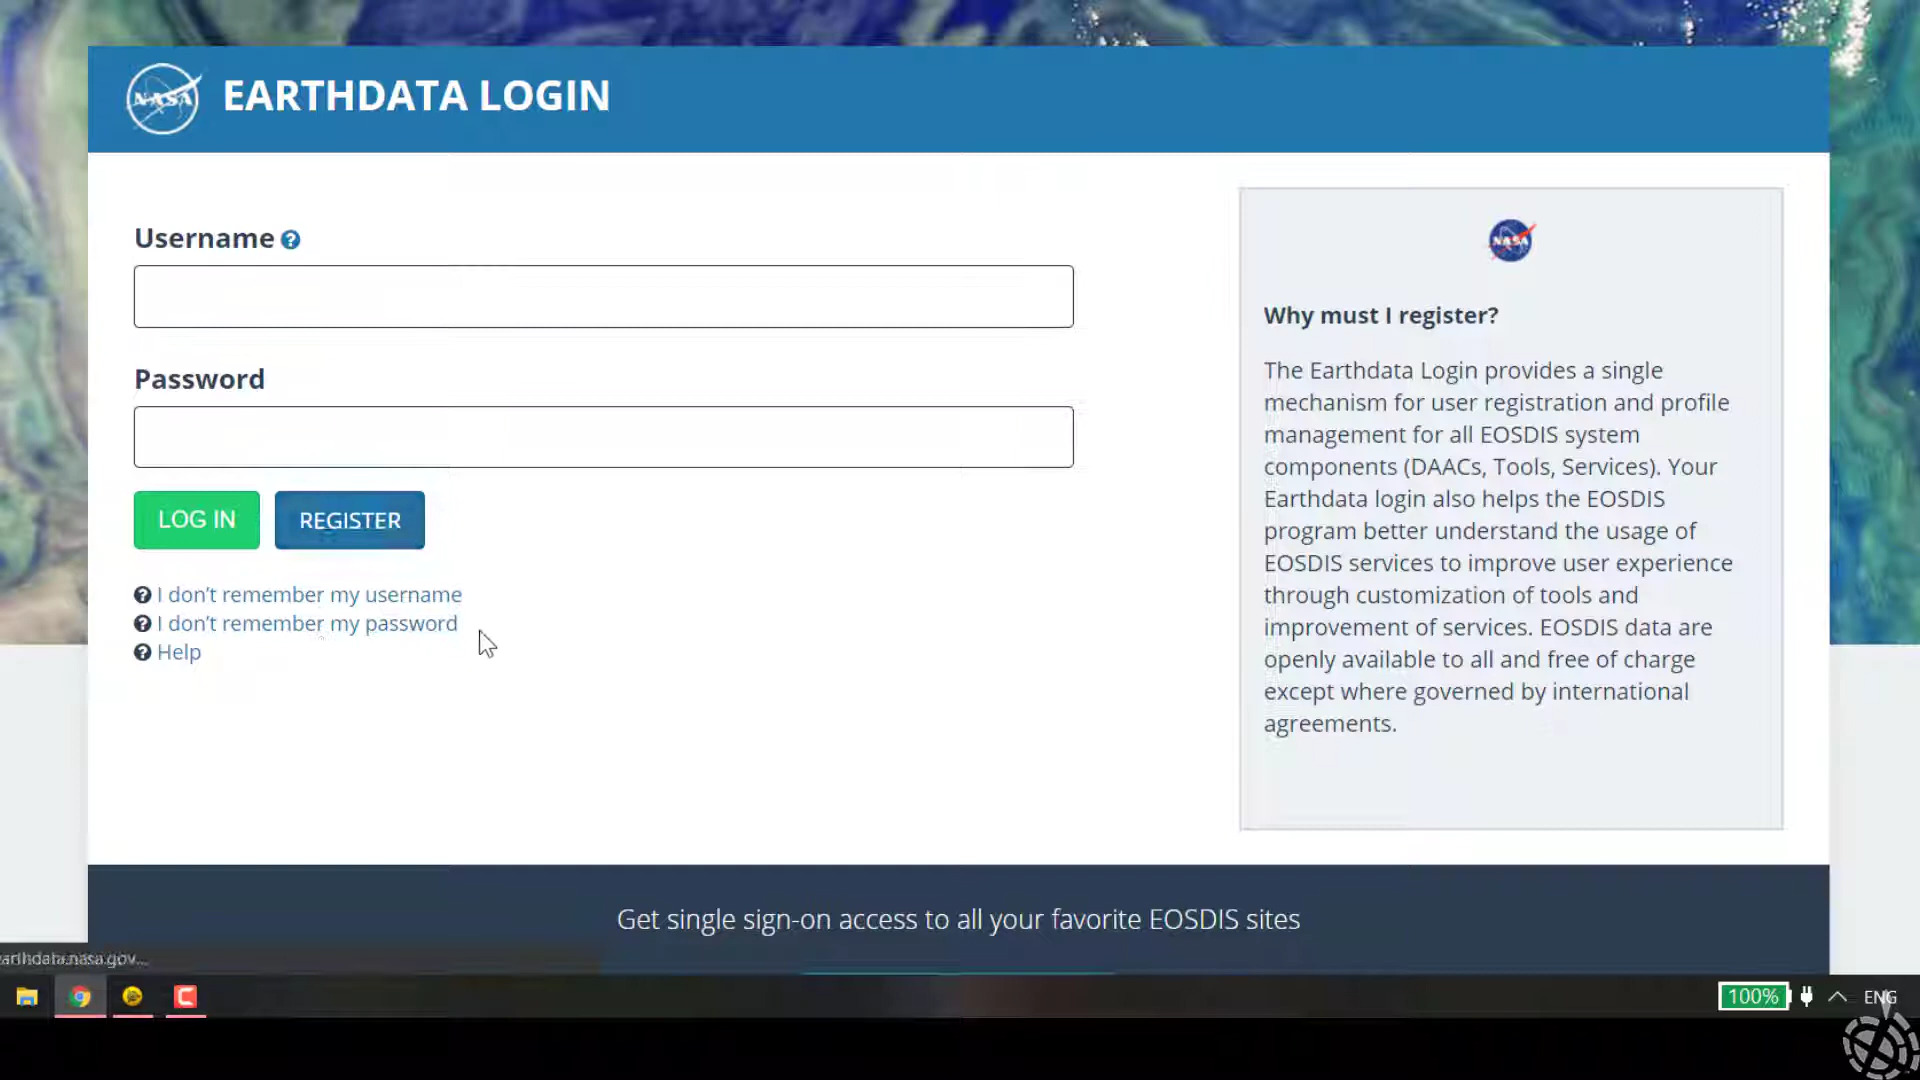 NASA
EARTHDATA LOGIN
Username
Password
LOG IN
REGISTER
I don't remember my username
I don't remember my password
Help
NASA
Why must I register?
The Earthdata Login provides a single
mechanism for user registration and profile
management for all EOSDIS system
components (DAACs, Tools, Services). Your
Earthdata login also helps the EOSDIS
program better understand the usage of
EOSDIS services to improve user experience
through customization of tools and
improvement of services. EOSDIS data are
openly available to all and free of charge
except where governed by international
agreements.
Get single sign-on access to all your favorite EOSDIS sites
arthdata.nasa.gov...
100%
ENG